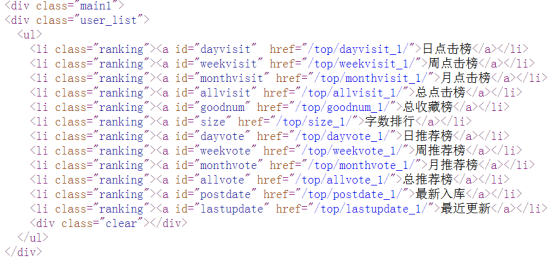 <div class="main1">
<div class="user_list">
<ul>
<li class="ranking"><a id="dayvisit" href="/top/dayvisit_1/">日点击榜</a></li>
<li class="ranking"><a id="weekvisit" href="/top/weekvisit_1/">周点击榜</a></li>
<li class="ranking"><a id="monthvisit" href="/top/monthvisit_1/">月点击榜</a></li>
<li class="ranking"><a id="allvisit" href="/top/allvisit_1/">总点击榜</a></li>
<li class="ranking"><a id="goodnum" href="/top/goodnum_1/">总收藏榜</a></li>
<li class="ranking"><a id="size" href="/top/size_1/">字数排行</a></li>
<li class="ranking"><a id="dayvote" href="/top/dayvote_1/">日推荐榜</a></li>
<li class="ranking"><a id="weekvote" href="/top/weekvote_1/">周推荐榜</a></li>
<li class="ranking"><a id="monthvote" href="/top/monthvote_1/">月推荐榜</a></li>
<li class="ranking"><a id="allvote" href="/top/allvote_1/">总推荐榜</a></li>
<li class="ranking"><a id="postdate" href="/top/postdate_1/">最新入库</a></li>
<li class="ranking"><a id="lastupdate" href="/top/lastupdate_1/">最近更新</a></li>
<div class="clear"></div>
</ul>
</div>